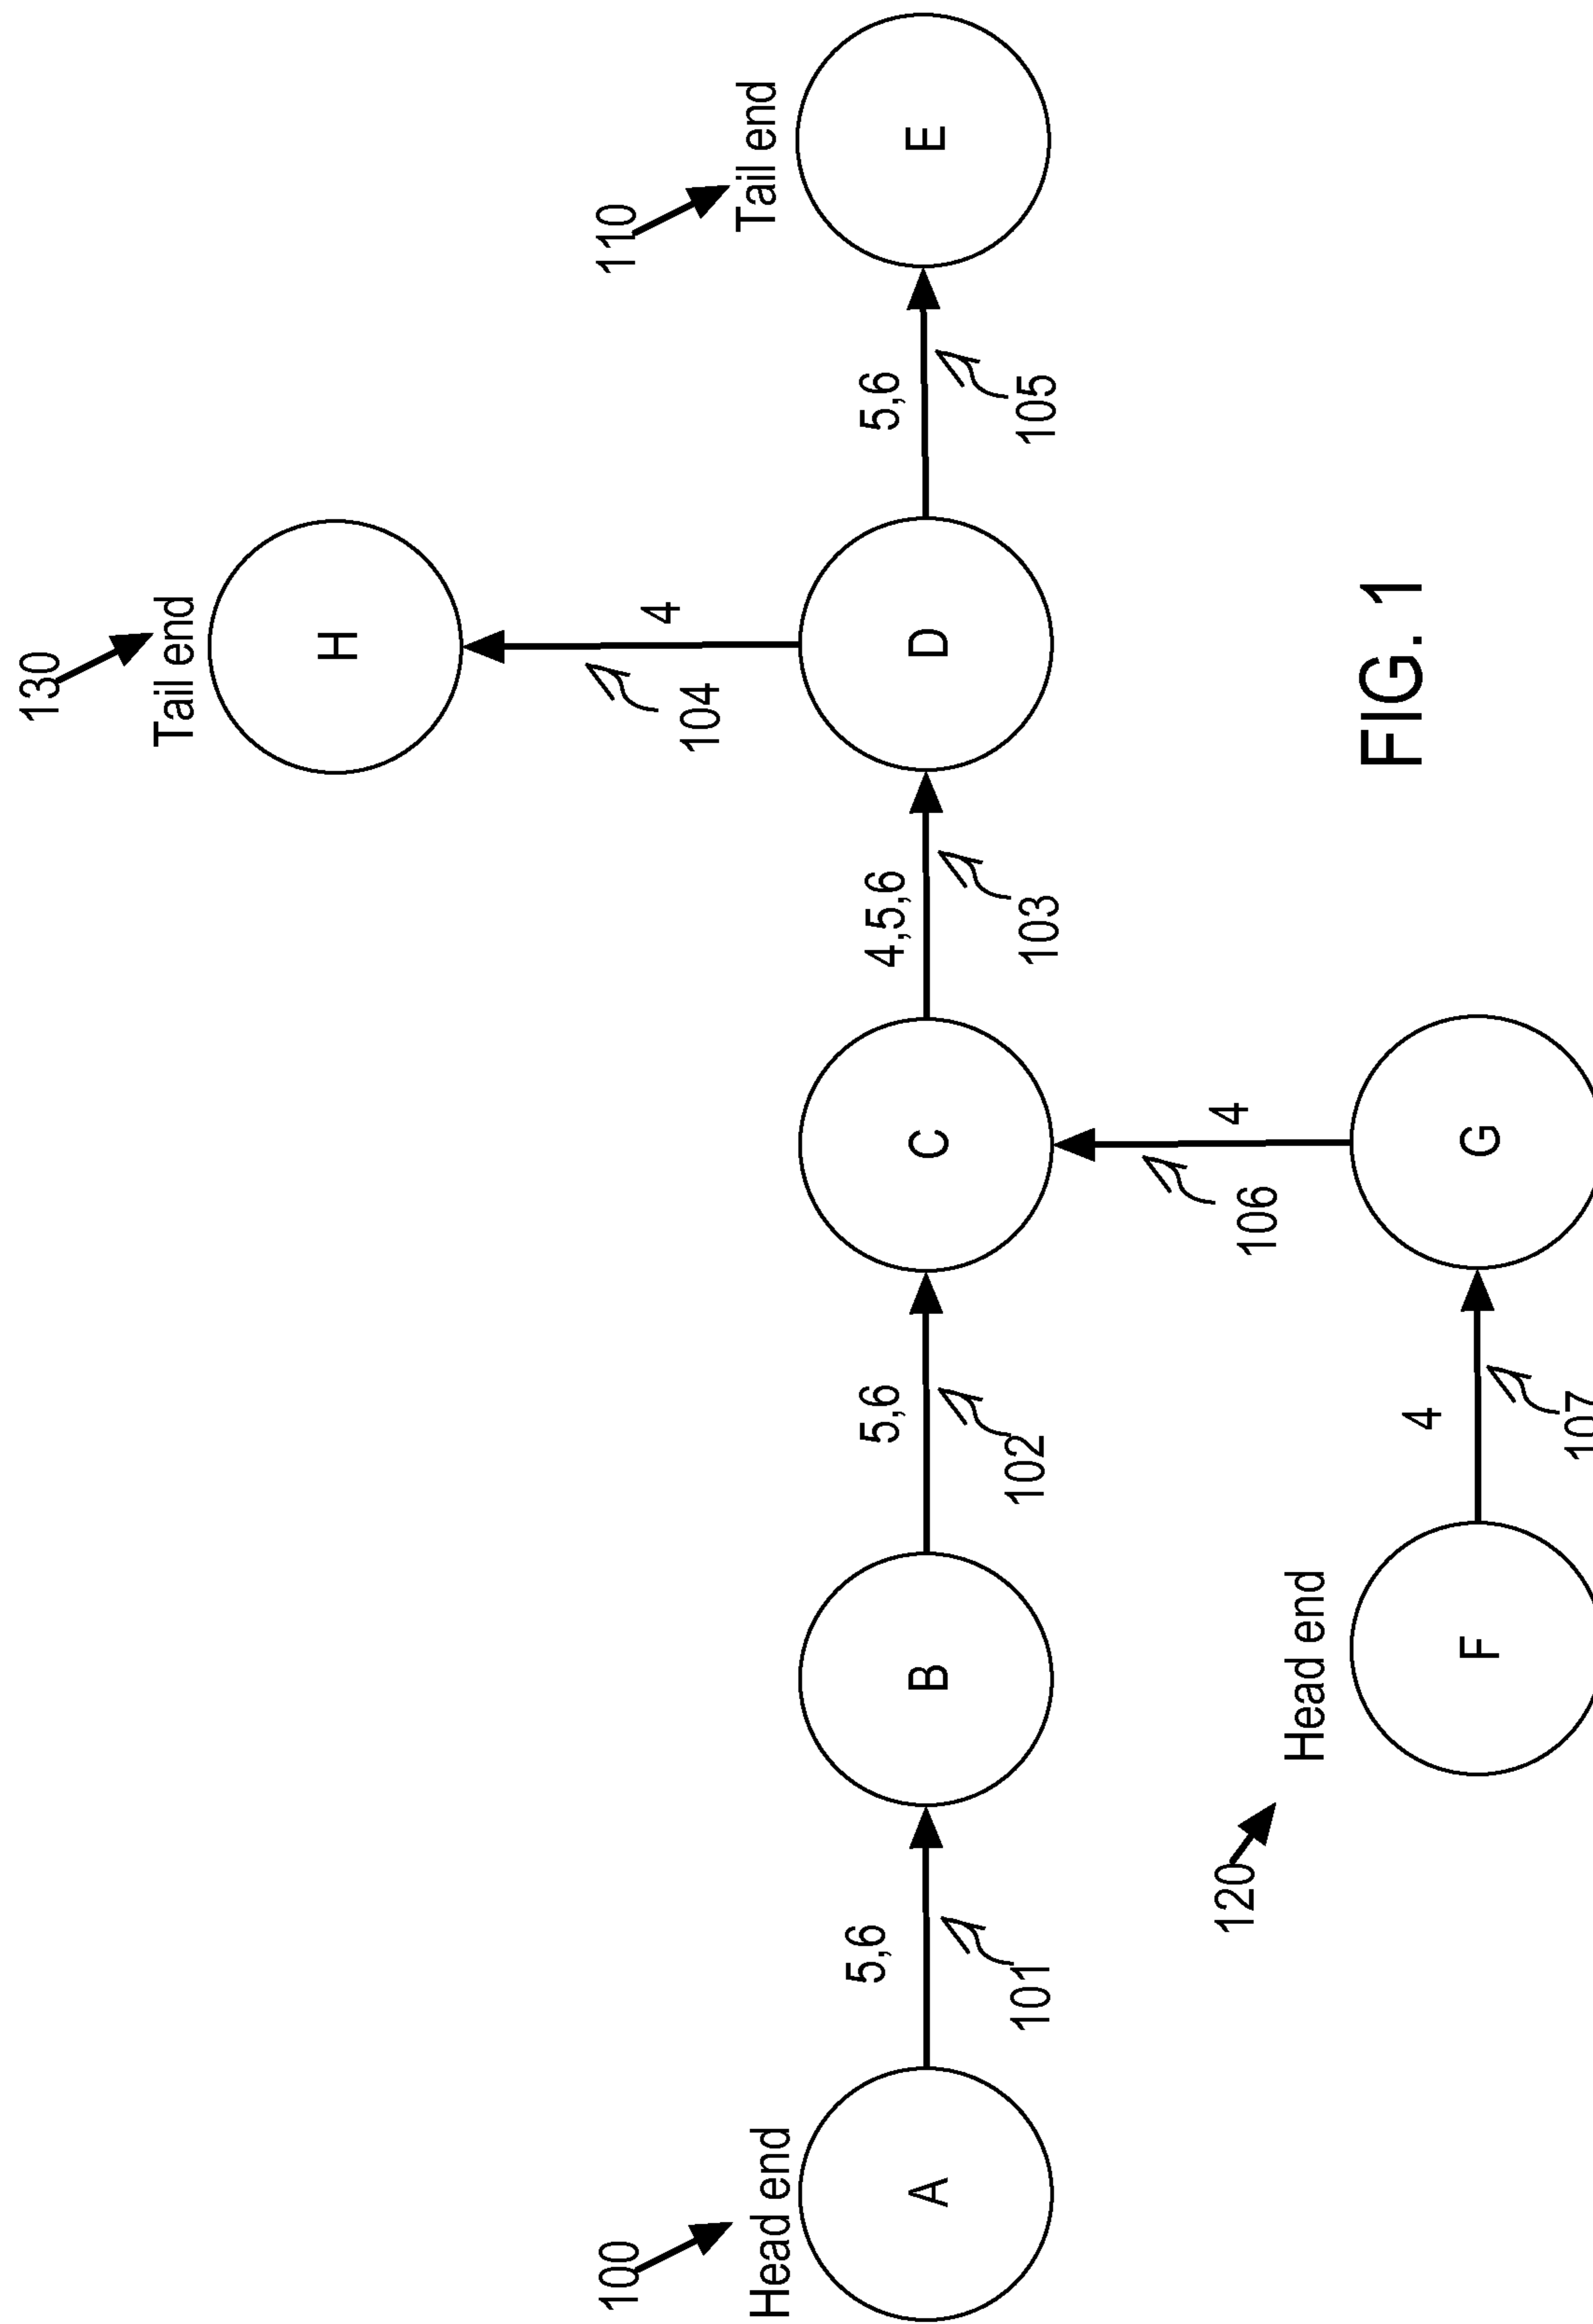 130
Tail end
H
4
104
110
Tail end
100
Head end
A
5,6
101
B
5,6
102
C
4,5,6
103
D
5,6
105
E
120
Head end
F
4
107
G
4
106
FIG. 1